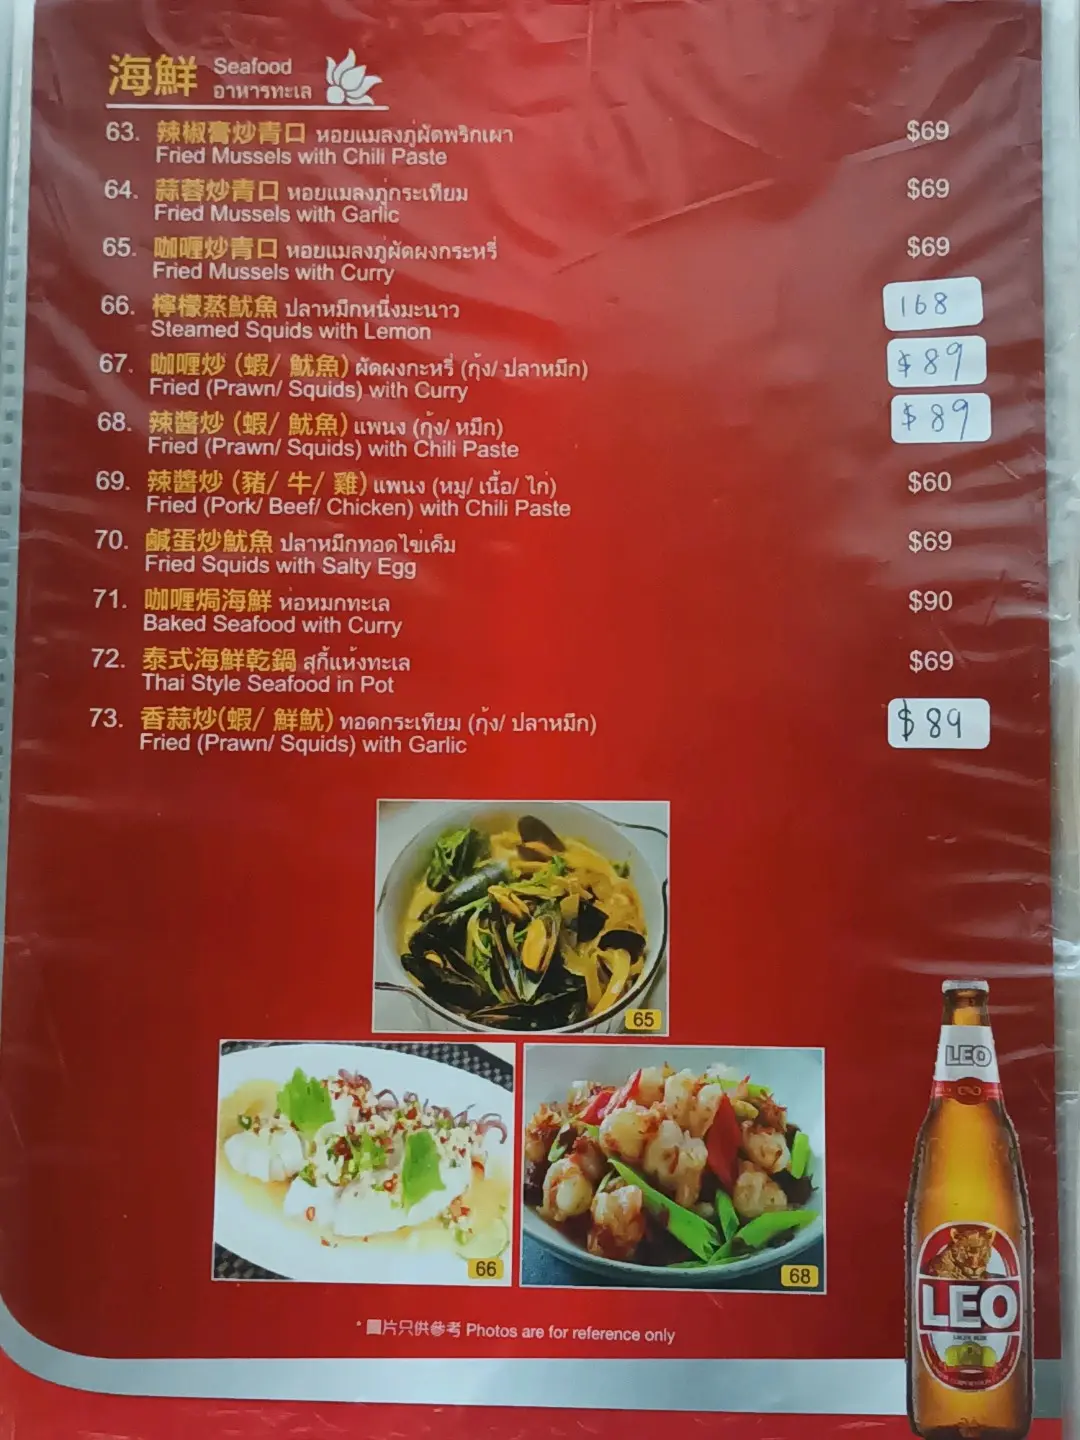 海鮮 Seafood
อาหารทะเล
63. 辣椒膏炒青口 หอยแมลงภู่ผัดพริกเผา $69
Fried Mussels with Chili Paste
64. 蒜蓉炒青口 หอยแมลงภู่กระเทียม $69
Fried Mussels with Garlic
65. 咖喱炒青口 หอยแมลงภู่ผัดผงกระหรี่ $69
Fried Mussels with Curry
66. 檸檬蒸魷魚 ปลาหมึกหนึ่งมะนาว 168
Steamed Squids with Lemon
67. 咖喱炒 (蝦/ 魷魚) ผัดผงกะหรี่ (กุ้ง/ ปลาหมึก) $89
Fried (Prawn/ Squids) with Curry
68. 辣醬炒 (蝦/ 魷魚) แพนง (กุ้ง/ หมึก) $89
Fried (Prawn/ Squids) with Chili Paste
69. 辣醬炒 (豬/ 牛/ 雞) แพนง (หมู/ เนื้อ/ ไก่) $60
Fried (Pork/ Beef/ Chicken) with Chili Paste
70. 鹹蛋炒魷魚 ปลาหมึกทอดไข่เค็ม $69
Fried Squids with Salty Egg
71. 咖喱焗海鮮 ห่อหมกทะเล $90
Baked Seafood with Curry
72. 泰式海鮮乾鍋 สุกี้แห้งทะเล $69
Thai Style Seafood in Pot
73. 香蒜炒(蝦/ 鮮魷) ทอดกระเทียม (กุ้ง/ ปลาหมึก) $89
Fried (Prawn/ Squids) with Garlic
65
66
68
LEO
LEO
* 圖片只供參考 Photos are for reference only